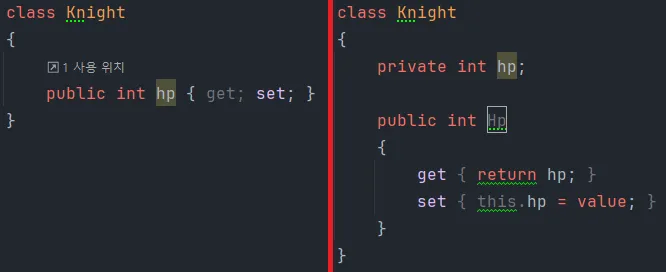 class Knight
{
1 사용 위치
public int hp { get; set; }
}
class Knight
{
private int hp;
public int Hp
{
get { return hp; }
set { this.hp = value; }
}
}